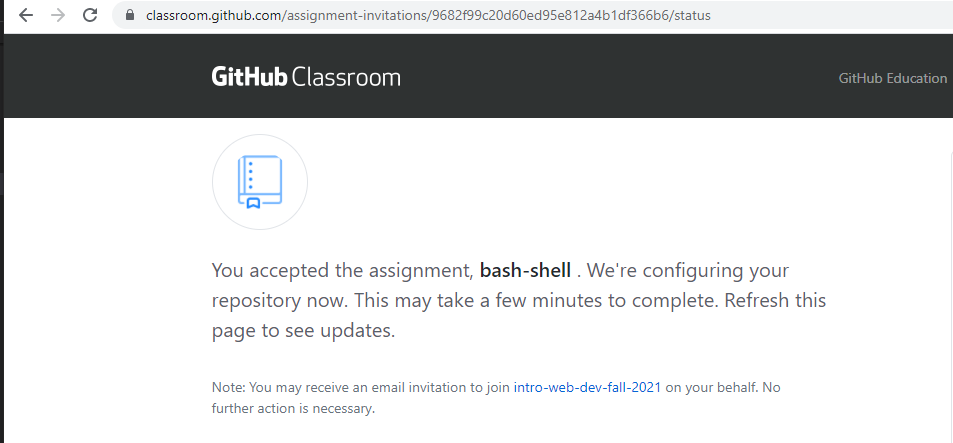 classroom.github.com/assignment-invitations/9682f99c20d60ed95e812a4b1df366b6/status
GitHub Classroom
GitHub Education
You accepted the assignment, bash-shell . We're configuring your
repository now. This may take a few minutes to complete. Refresh this
page to see updates.
Note: You may receive an email invitation to join intro-web-dev-fall-2021 on your behalf. No
further action is necessary.